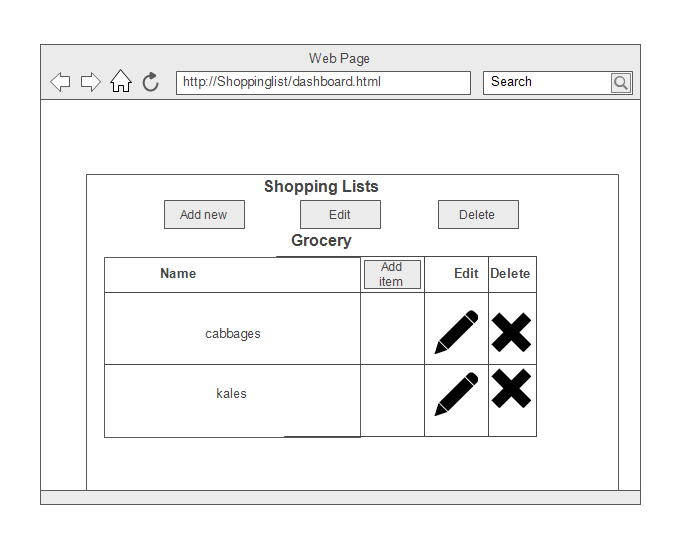 Web Page
http://Shoppinglist/dashboard.html
Search
Shopping Lists
Add new
Edit
Delete
Grocery
Name
Add
item
Edit
Delete
cabbages
kales